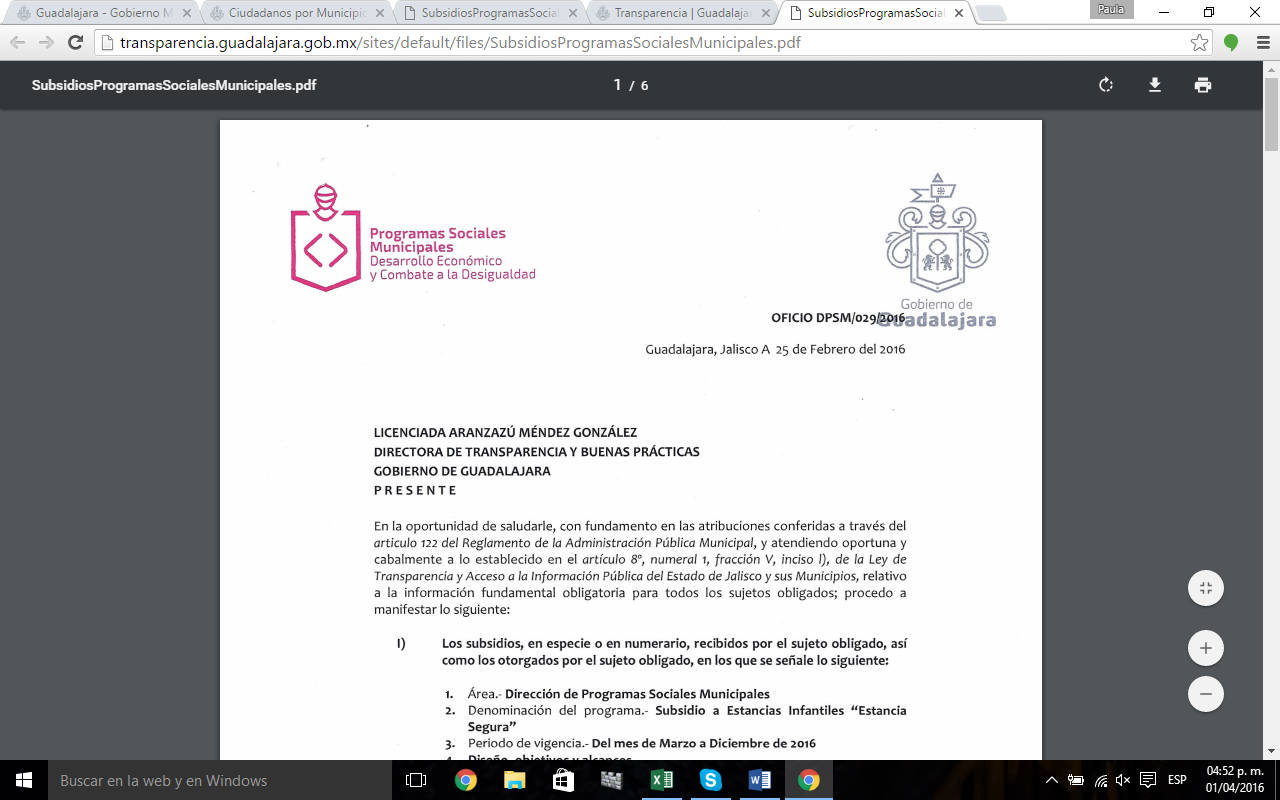 Guadalajara - Gobierno M
Ciudadanos por Municipio
SubsidiosProgramasSocial
Transparencia | Guadalajar
SubsidiosProgramasSocial
Paula
transparencia.guadalajara.gob.mx/sites/default/files/SubsidiosProgramasSocialesMunicipales.pdf
SubsidiosProgramasSocialesMunicipales.pdf
1 / 6
Programas Sociales
Municipales
Desarrollo Económico
y Combate a la Desigualdad
Gobierno de
Guadalajara
OFICIO DPSM/029/2016
Guadalajara, Jalisco A 25 de Febrero del 2016
LICENCIADA ARANZAZÚ MÉNDEZ GONZÁLEZ
DIRECTORA DE TRANSPARENCIA Y BUENAS PRÁCTICAS
GOBIERNO DE GUADALAJARA
P R E S E N T E
En la oportunidad de saludarle, con fundamento en las atribuciones conferidas a través del
articulo 122 del Reglamento de la Administración Pública Municipal, y atendiendo oportuna y
cabalmente a lo establecido en el artículo 8°, numeral 1, fracción V, inciso l), de la Ley de
Transparencia y Acceso a la Información Pública del Estado de Jalisco y sus Municipios, relativo
a la información fundamental obligatoria para todos los sujetos obligados; procedo a
manifestar lo siguiente:
I) Los subsidios, en especie o en numerario, recibidos por el sujeto obligado, así
como los otorgados por el sujeto obligado, en los que se señale lo siguiente:
1. Área.- Dirección de Programas Sociales Municipales
2. Denominación del programa.- Subsidio a Estancias Infantiles “Estancia
Segura”
3. Periodo de vigencia.- Del mes de Marzo a Diciembre de 2016
4. Diseño, objetivos y alcances
Buscar en la web y en Windows
ESP
04:52 p. m.
01/04/2016